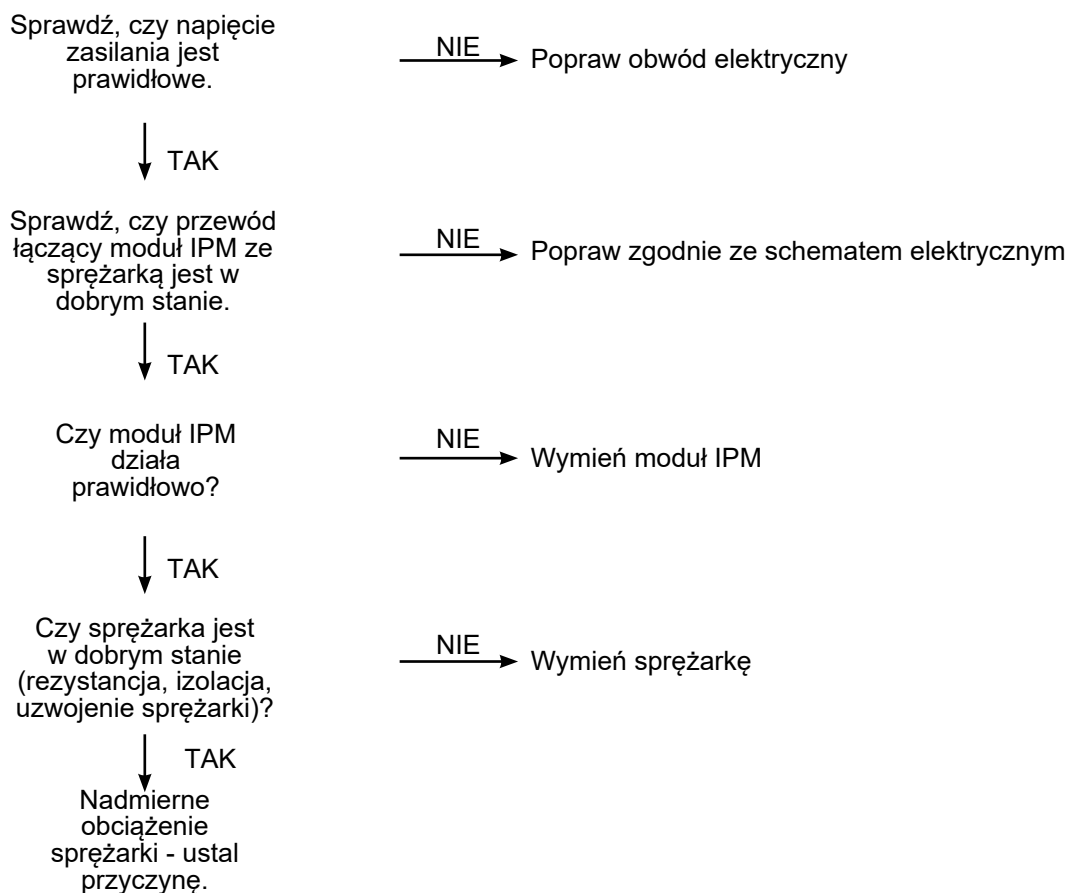 Sprawdź, czy napięcie
zasilania jest
prawidłowe.
NIE
Popraw obwód elektryczny
TAK
Sprawdź, czy przewód
łączący moduł IPM ze
sprężarką jest w
dobrym stanie.
NIE
Popraw zgodnie ze schematem elektrycznym
TAK
Czy moduł IPM
działa
prawidłowo?
NIE
Wymień moduł IPM
TAK
Czy sprężarka jest
w dobrym stanie
(rezystancja, izolacja,
uzwojenie sprężarki)?
NIE
Wymień sprężarkę
TAK
Nadmierne
obciążenie
sprężarki - ustal
przyczynę.